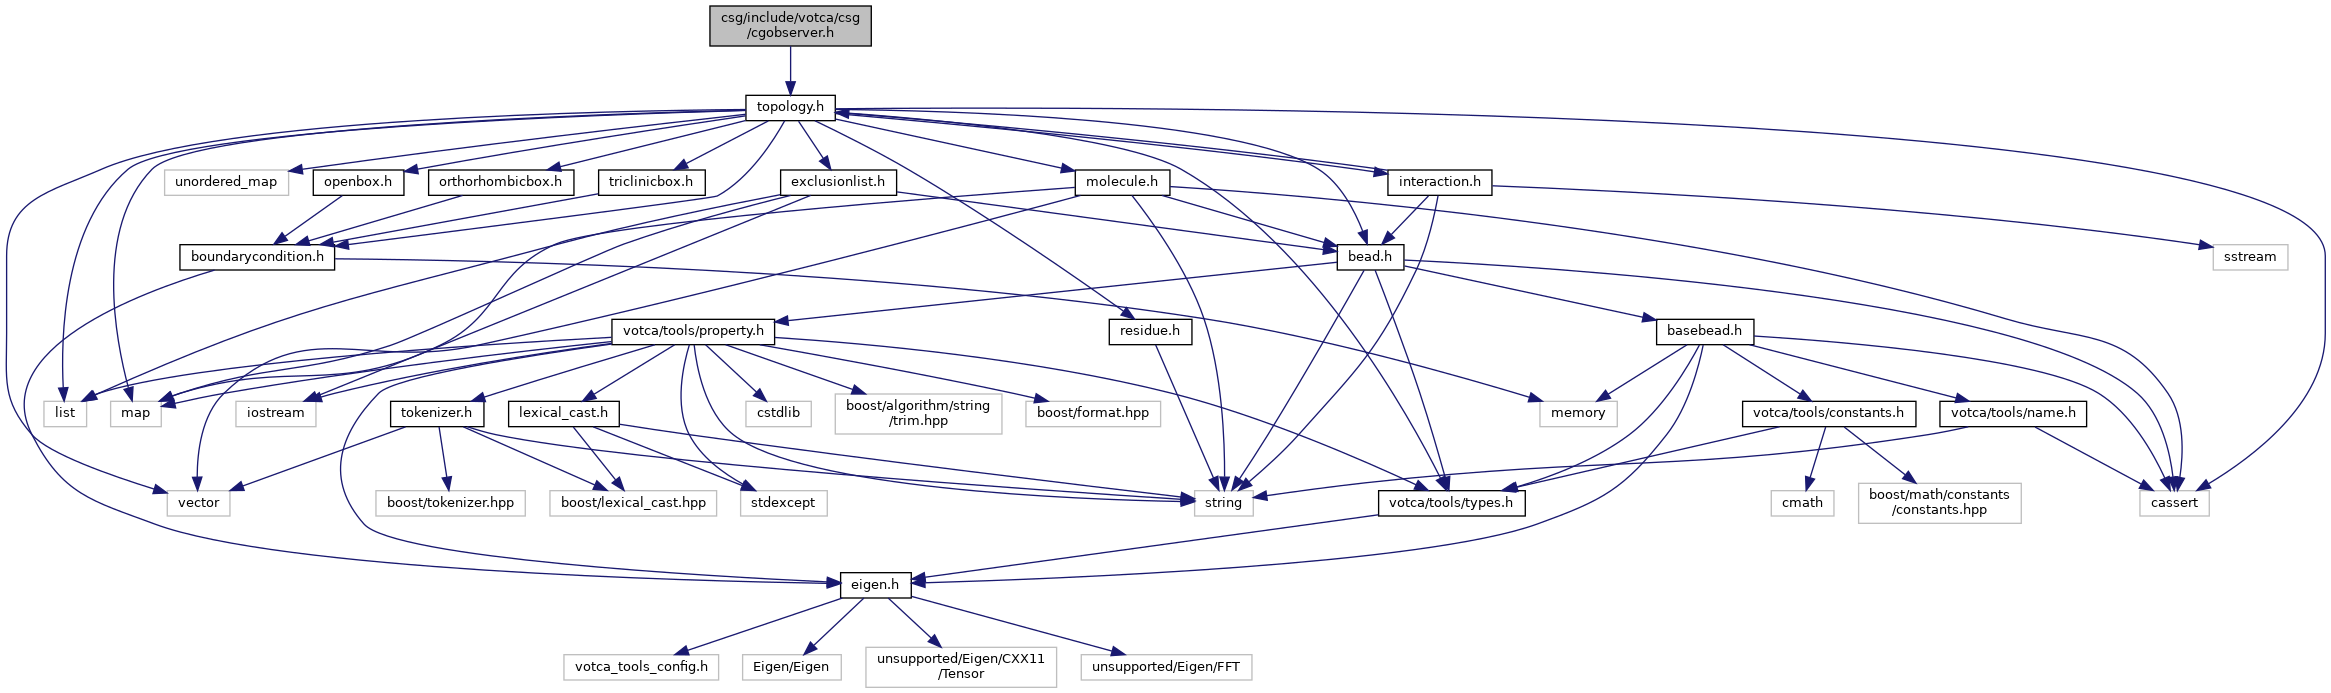 csg/include/votca/csg
/cgobserver.h
topology.h
unordered_map
openbox.h
orthorhombicbox.h
triclinicbox.h
exclusionlist.h
molecule.h
interaction.h
boundarycondition.h
bead.h
sstream
votca/tools/property.h
residue.h
basebead.h
list
map
iostream
tokenizer.h
lexical_cast.h
cstdlib
boost/algorithm/string
/trim.hpp
boost/format.hpp
memory
votca/tools/constants.h
votca/tools/name.h
vector
boost/tokenizer.hpp
boost/lexical_cast.hpp
stdexcept
string
votca/tools/types.h
cmath
boost/math/constants
/constants.hpp
cassert
eigen.h
votca_tools_config.h
Eigen/Eigen
unsupported/Eigen/CXX11
/Tensor
unsupported/Eigen/FFT